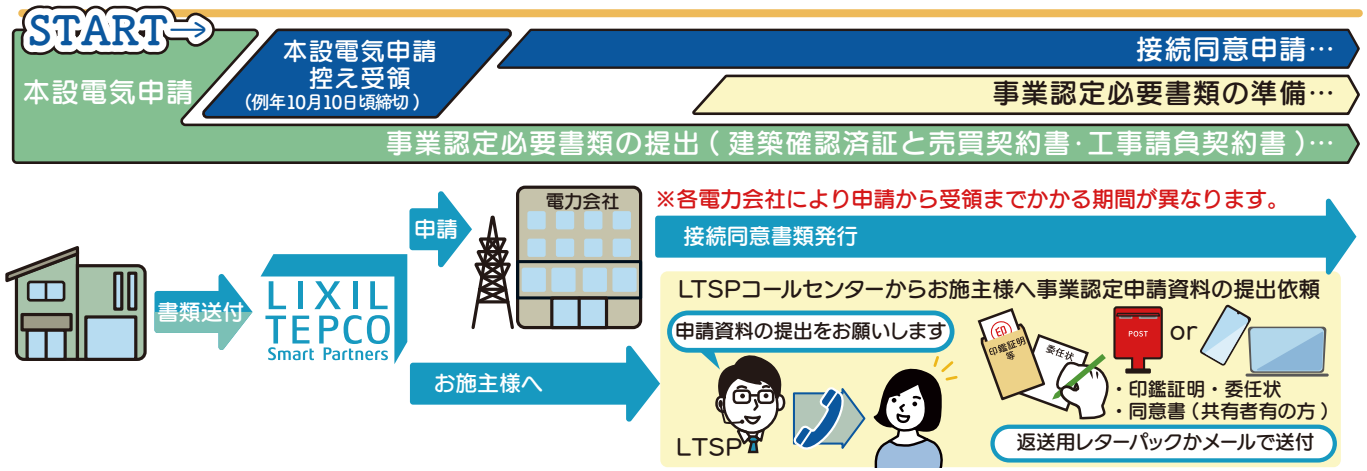 START→
本設電気申請
本設電気申請
控え受領
(例年10月10日頃締切)
接続同意申請…
事業認定必要書類の準備…
事業認定必要書類の提出(建築確認済証と売買契約書・工事請負契約書)…
書類送付
LIXIL
TEPCO
Smart Partners
申請
電力会社
※各電力会社により申請から受領までかかる期間が異なります。
接続同意書類発行
お施主様へ
LTSPコールセンターからお施主様へ事業認定申請資料の提出依頼
申請資料の提出をお願いします
LTSP
印
印鑑証明
等
委任状
POST
or
・印鑑証明・委任状
・同意書(共有者有の方)
返送用レターパックかメールで送付